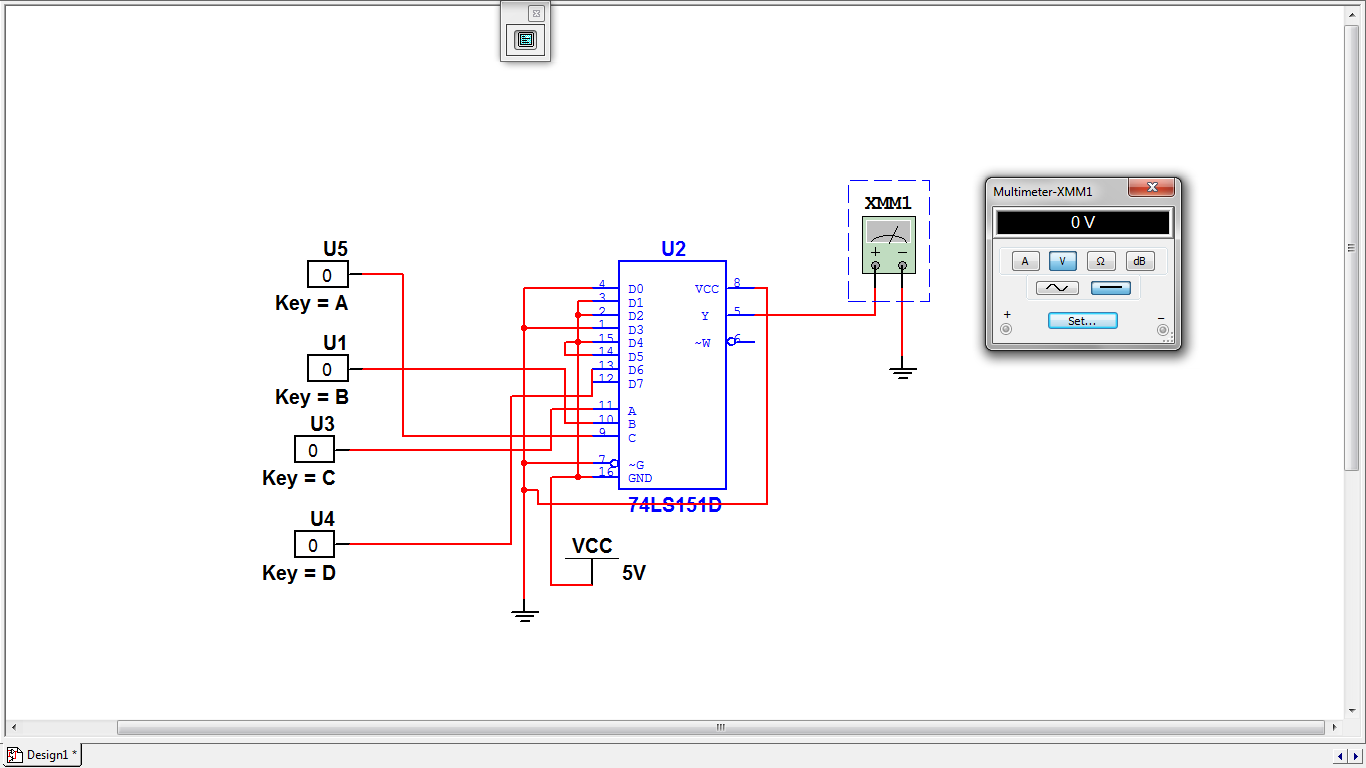 XMM1
Multimeter-XMM1
0 V
A
V
Ω
dB
Set...
+
−
+
−
U5
0
Key = A
U1
0
Key = B
U3
0
Key = C
U4
0
Key = D
U2
4 D0
3 D1
2 D2
1 D3
15 D4
14 D5
13 D6
12 D7
11 A
10 B
9 C
7 ~G
16 GND
VCC 8
Y 5
~W 6
74LS151D
VCC
5V
Design1 *